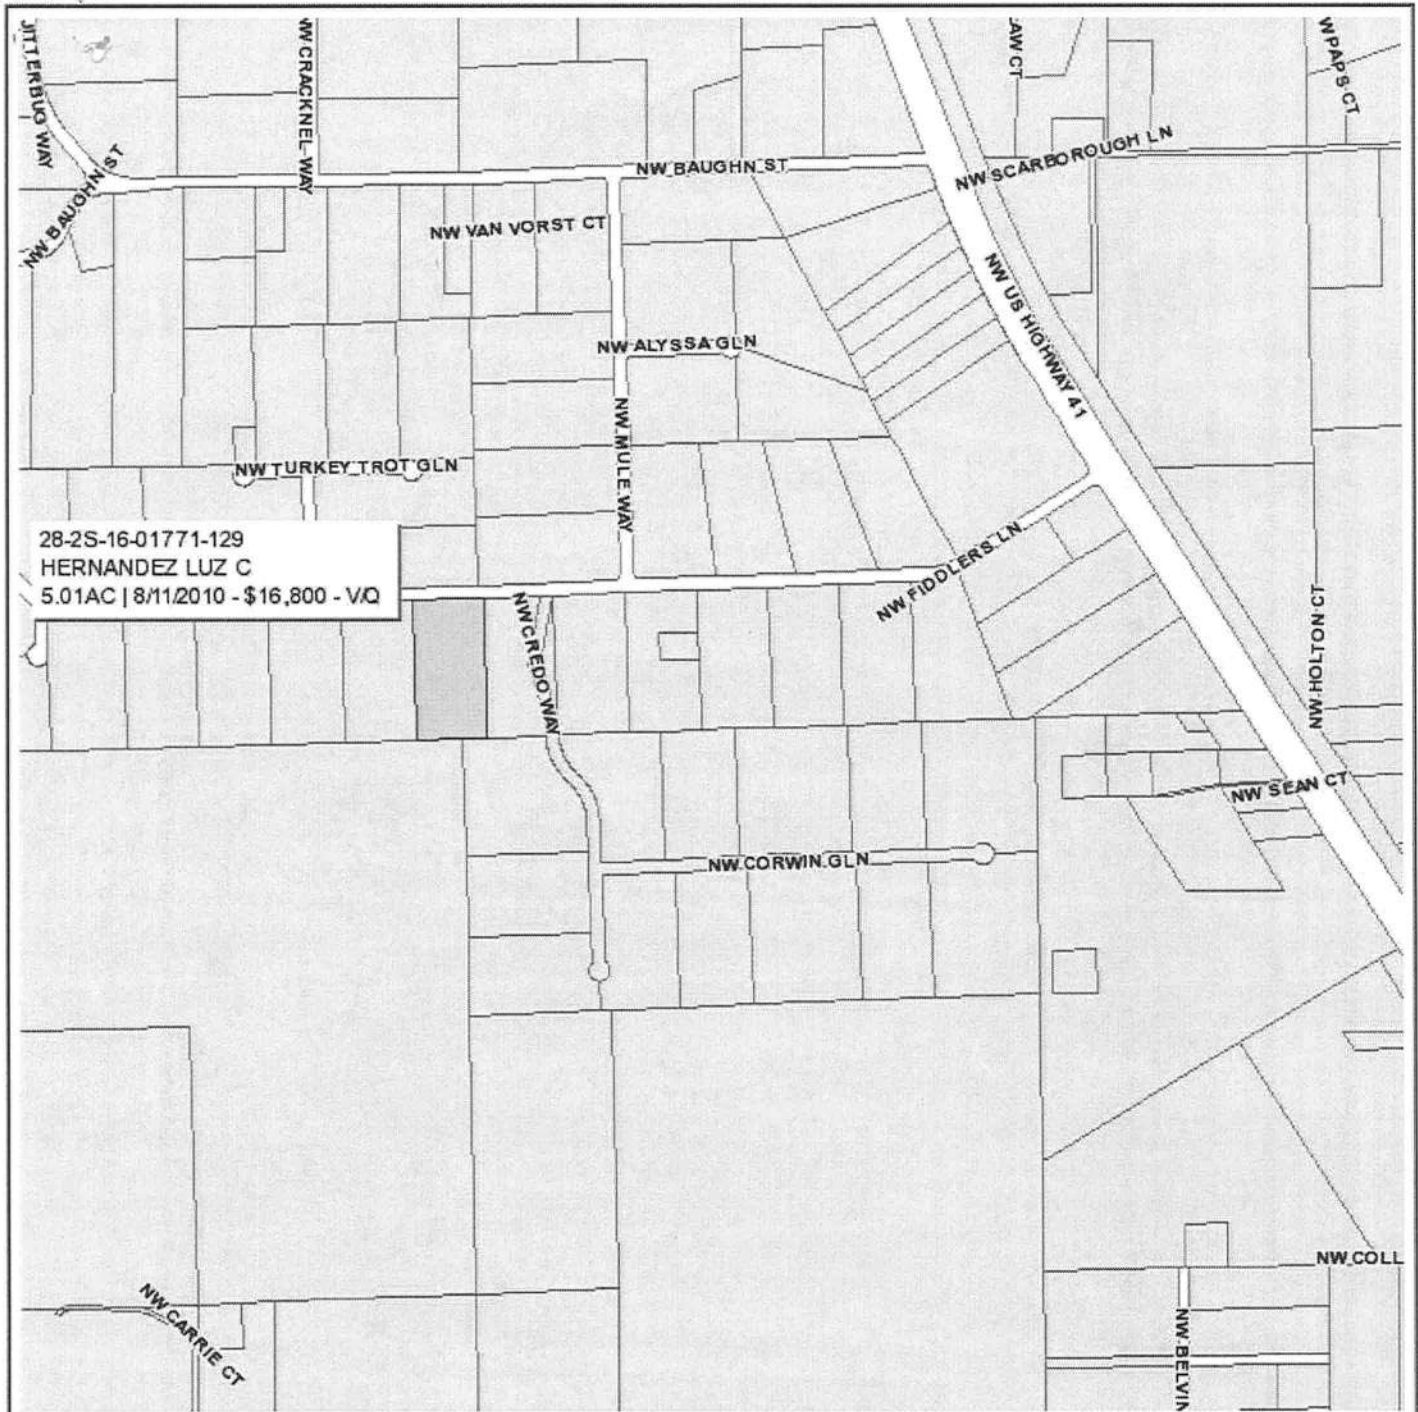 JITTERBUG WAY
NW CRACKNEL WAY
AW CT
W PAPS CT
NW BAUGHN ST
NW BAUGHN ST
NW SCARBOROUGH LN
NW VAN VORST CT
NW US HIGHWAY 41
NW ALYSSA GLN
NW MULE WAY
NW TURKEY TROT GLN
28-2S-16-01771-129
HERNANDEZ LUZ C
5.01AC | 8/11/2010 - $16,800 - V/Q
NW FIDDLERS LN
NW CREDO WAY
NW HOLTON CT
NW SEAN CT
NW CORWIN GLN
NW COLL
NW CARRIE CT
NW BELVIN